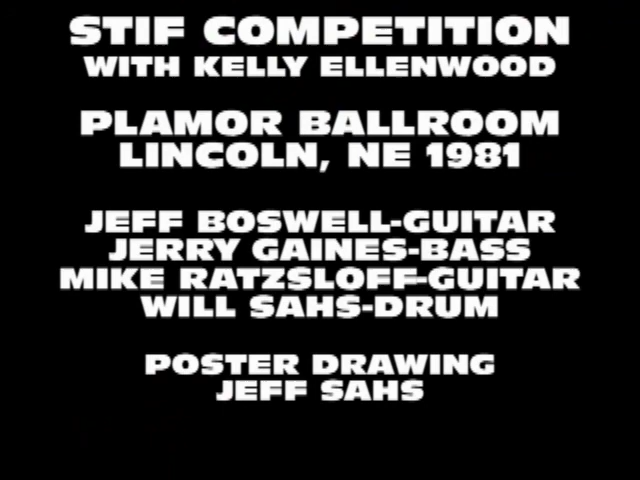 STIF COMPETITION
WITH KELLY ELLENWOOD
PLAMOR BALLROOM
LINCOLN, NE 1981
JEFF BOSWELL-GUITAR
JERRY GAINES-BASS
MIKE RATZSLOFF-GUITAR
WILL SAHS-DRUM
POSTER DRAWING
JEFF SAHS